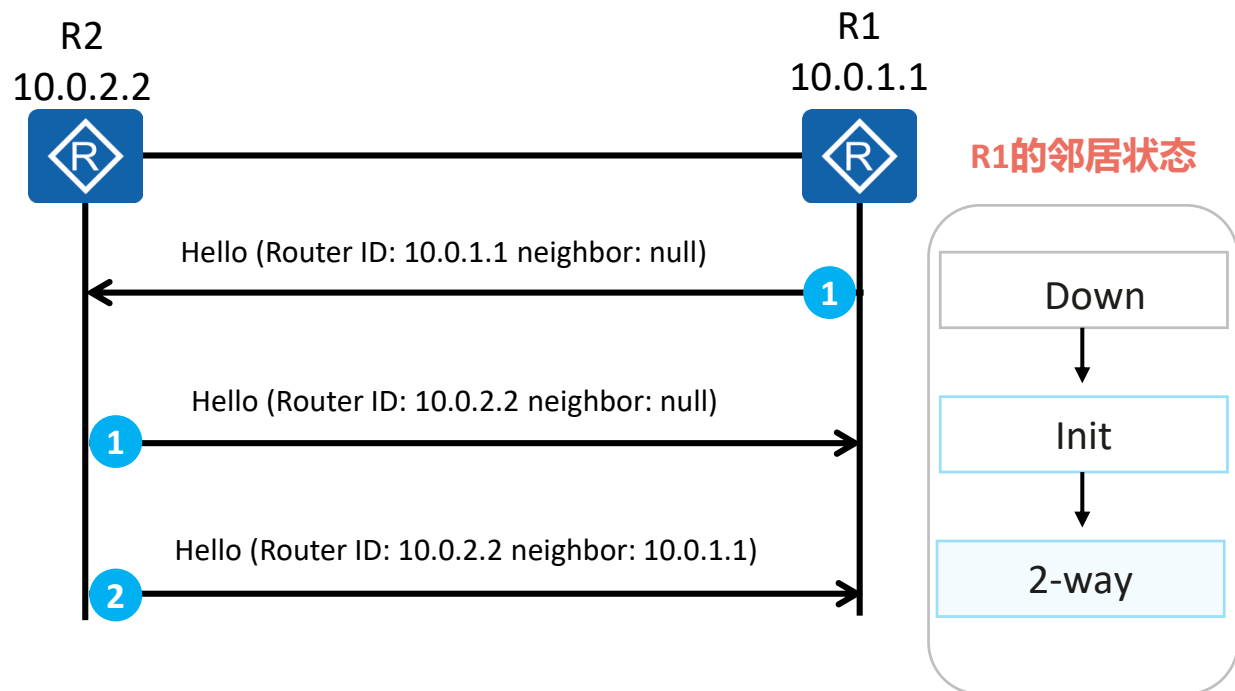 R2
10.0.2.2
R1
10.0.1.1
R
R
R1的邻居状态
Hello (Router ID: 10.0.1.1 neighbor: null)
1
Down
Hello (Router ID: 10.0.2.2 neighbor: null)
1
Init
Hello (Router ID: 10.0.2.2 neighbor: 10.0.1.1)
2
2-way